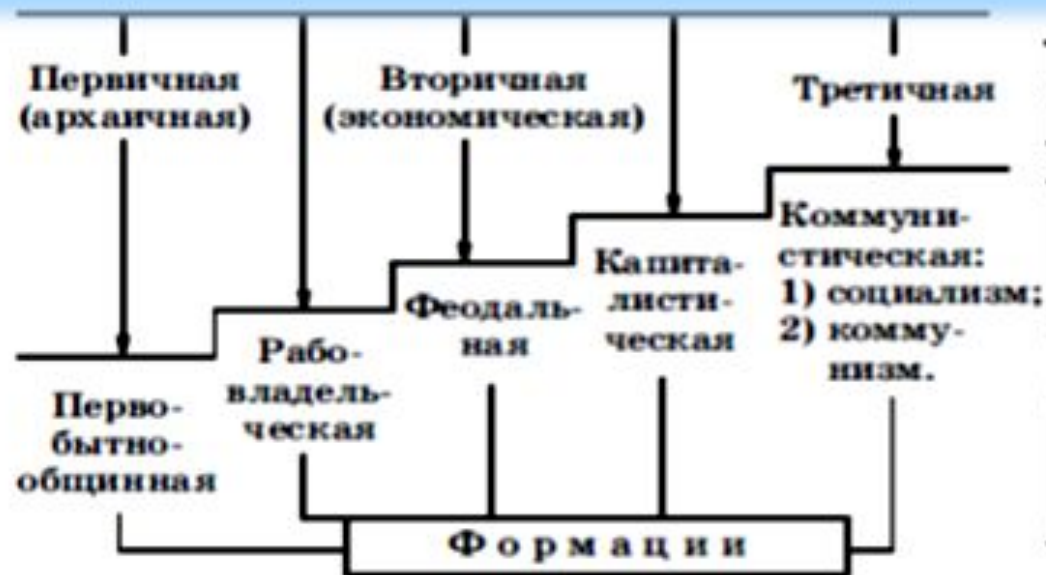 Первичная
(архаичная)
Вторичная
(экономическая)
Третичная
Перво-
бытно-
общинная
Рабо-
владель-
ческая
Феодаль-
ная
Капита-
листи-
ческая
Коммуни-
стическая:
1) социализм;
2) комму-
низм.
Формации